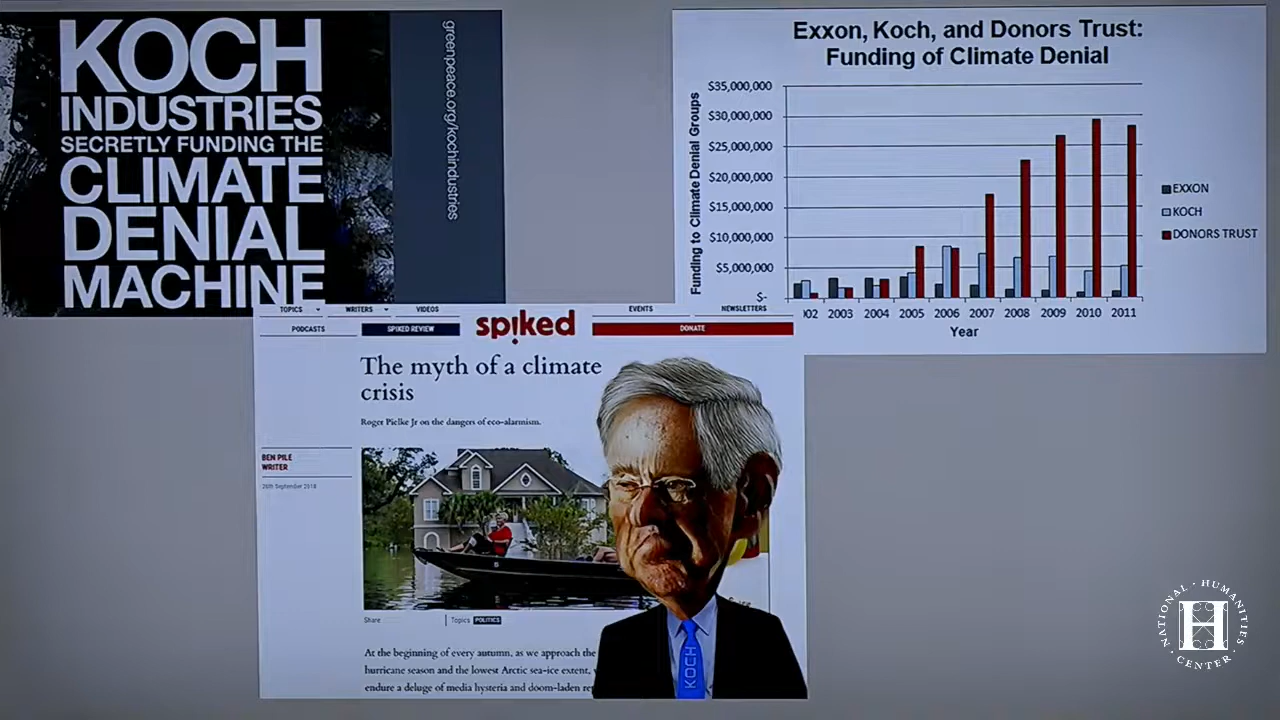 KOCH
INDUSTRIES
SECRETLY FUNDING THE
CLIMATE
DENIAL
MACHINE
greenpeace.org/kochindustries
Exxon, Koch, and Donors Trust:
Funding of Climate Denial
Funding to Climate Denial Groups
$35,000,000
$30,000,000
$25,000,000
$20,000,000
$15,000,000
$10,000,000
$5,000,000
$-
02 2003 2004 2005 2006 2007 2008 2009 2010 2011
Year
EXXON
KOCH
DONORS TRUST
TOPICS WRITERS VIDEOS
EVENTS NEWSLETTERS
PODCASTS SPIKED REVIEW
spiked
DONATE
The myth of a climate
crisis
Roger Pielke Jr on the dangers of eco-alarmism.
BEN PILE
WRITER
26th September 2018
Share Topics POLITICS
At the beginning of every autumn, as we approach the
hurricane season and the lowest Arctic sea-ice extent,
endure a deluge of media hysteria and doom-laden re
KOCH
NATIONAL · HUMANITIES
CENTER
H